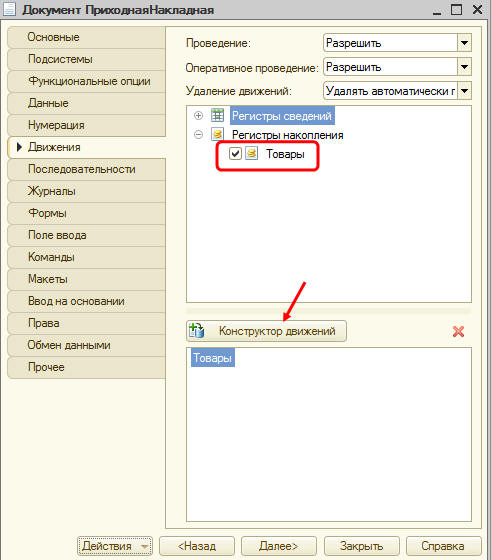 Документ ПриходнаяНакладная
Основные
Подсистемы
Функциональные опции
Данные
Нумерация
Движения
Последовательности
Журналы
Формы
Поле ввода
Команды
Макеты
Ввод на основании
Права
Обмен данными
Прочее
Проведение: Разрешить
Оперативное проведение: Разрешить
Удаление движений: Удалять автоматически г
Регистры сведений
Регистры накопления
Товары
Конструктор движений
Товары
Действия <Назад Далее> Закрыть Справка